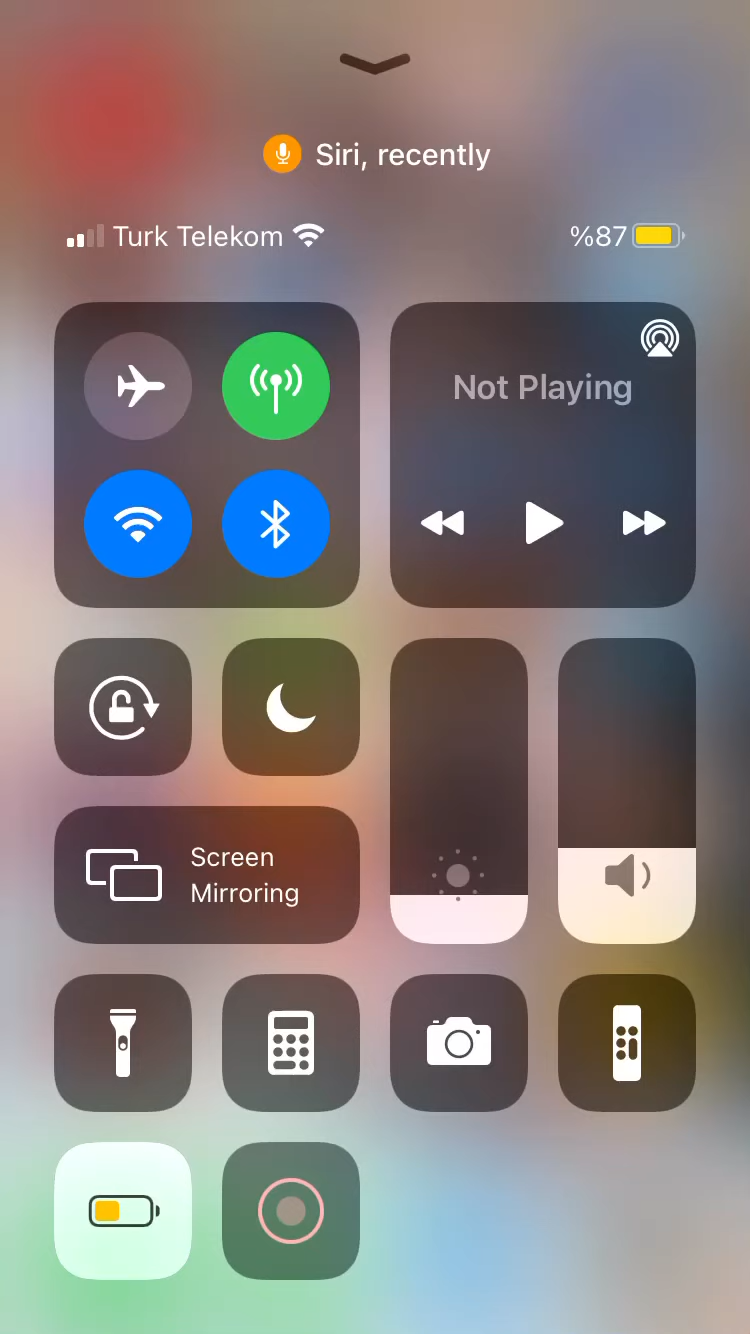 Siri, recently
Turk Telekom
%87
Not Playing
Screen
Mirroring